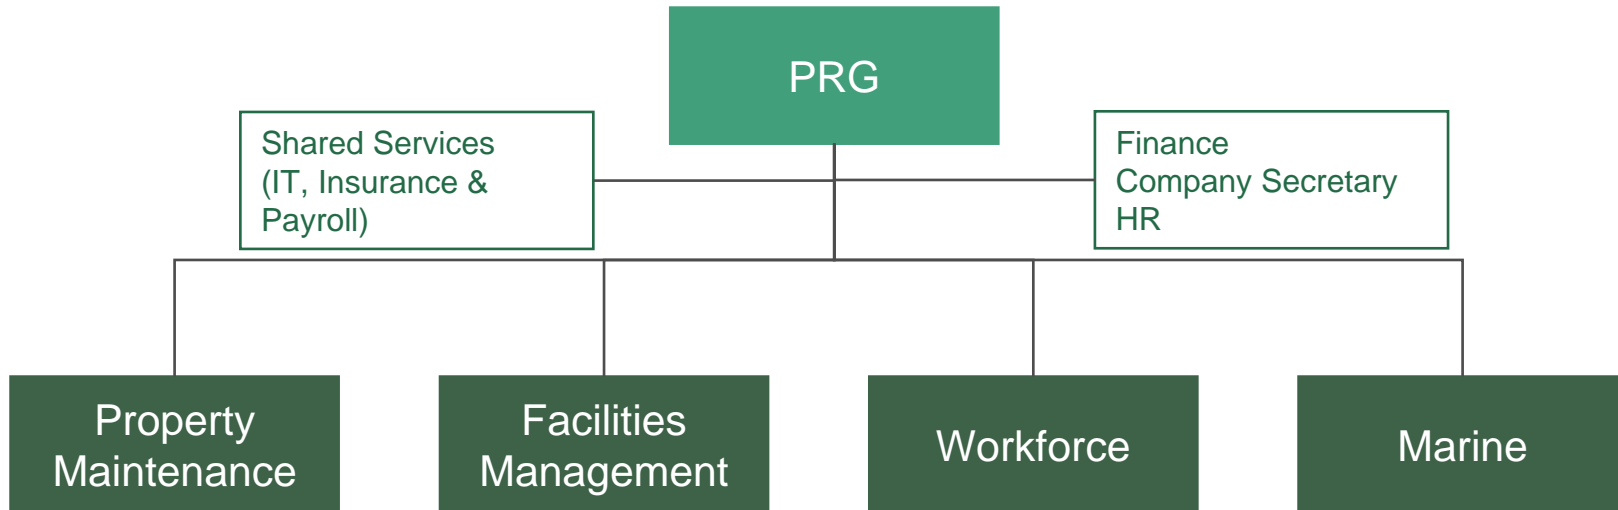 PRG
Shared Services
(IT, Insurance &
Payroll)
Finance
Company Secretary
HR
Property
Maintenance
Facilities
Management
Workforce
Marine